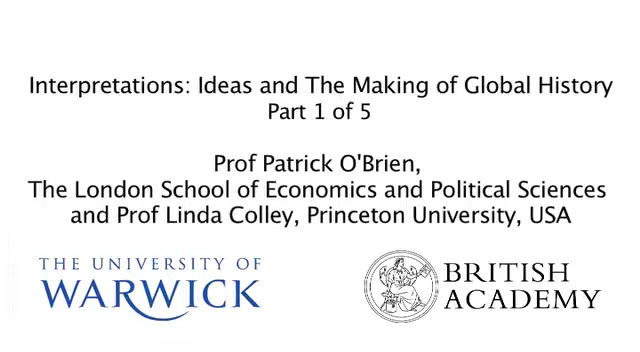 Interpretations: Ideas and The Making of Global History
Part 1 of 5
Prof Patrick O'Brien,
The London School of Economics and Political Sciences
and Prof Linda Colley, Princeton University, USA
THE UNIVERSITY OF
WARWICK
BRITISH
ACADEMY